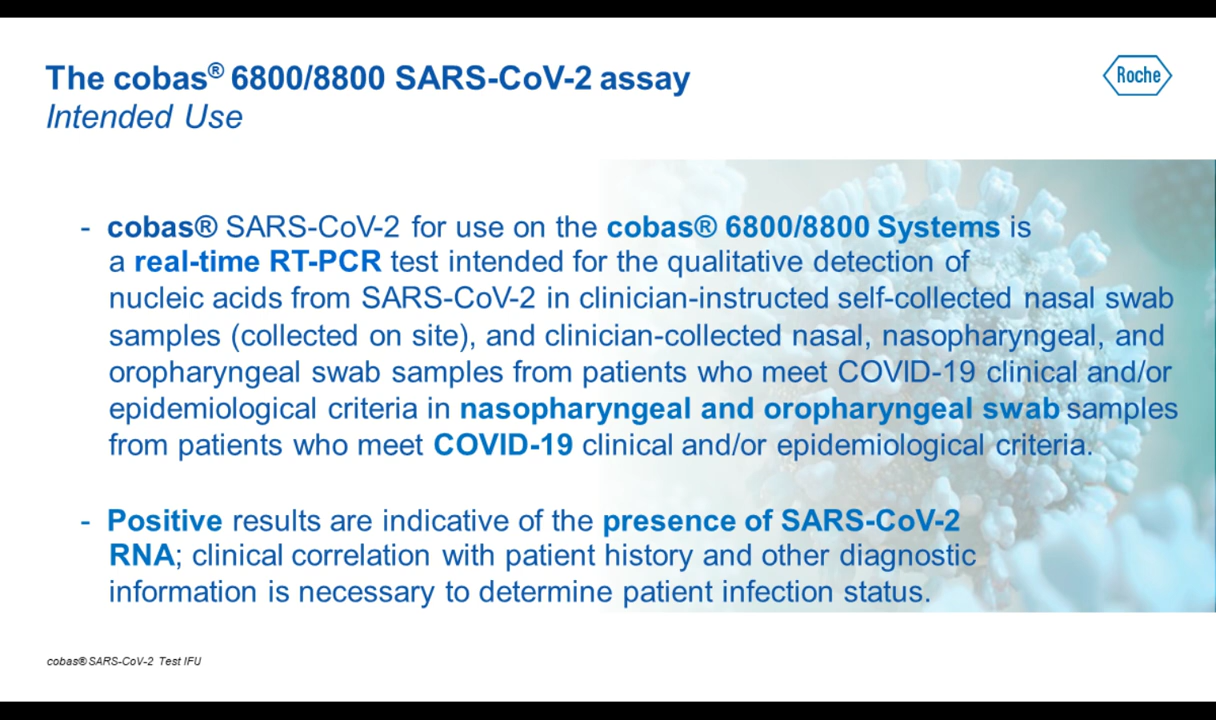 The cobas® 6800/8800 SARS-CoV-2 assay
Roche
Intended Use
- cobas® SARS-CoV-2 for use on the cobas® 6800/8800 Systems is
a real-time RT-PCR test intended for the qualitative detection of
nucleic acids from SARS-CoV-2 in clinician-instructed self-collected nasal swab
samples (collected on site), and clinician-collected nasal, nasopharyngeal, and
oropharyngeal swab samples from patients who meet COVID-19 clinical and/or
epidemiological criteria in nasopharyngeal and oropharyngeal swab samples
from patients who meet COVID-19 clinical and/or epidemiological criteria.
- Positive results are indicative of the presence of SARS-CoV-2
RNA; clinical correlation with patient history and other diagnostic
information is necessary to determine patient infection status.
cobas® SARS-CoV-2 Test IFU